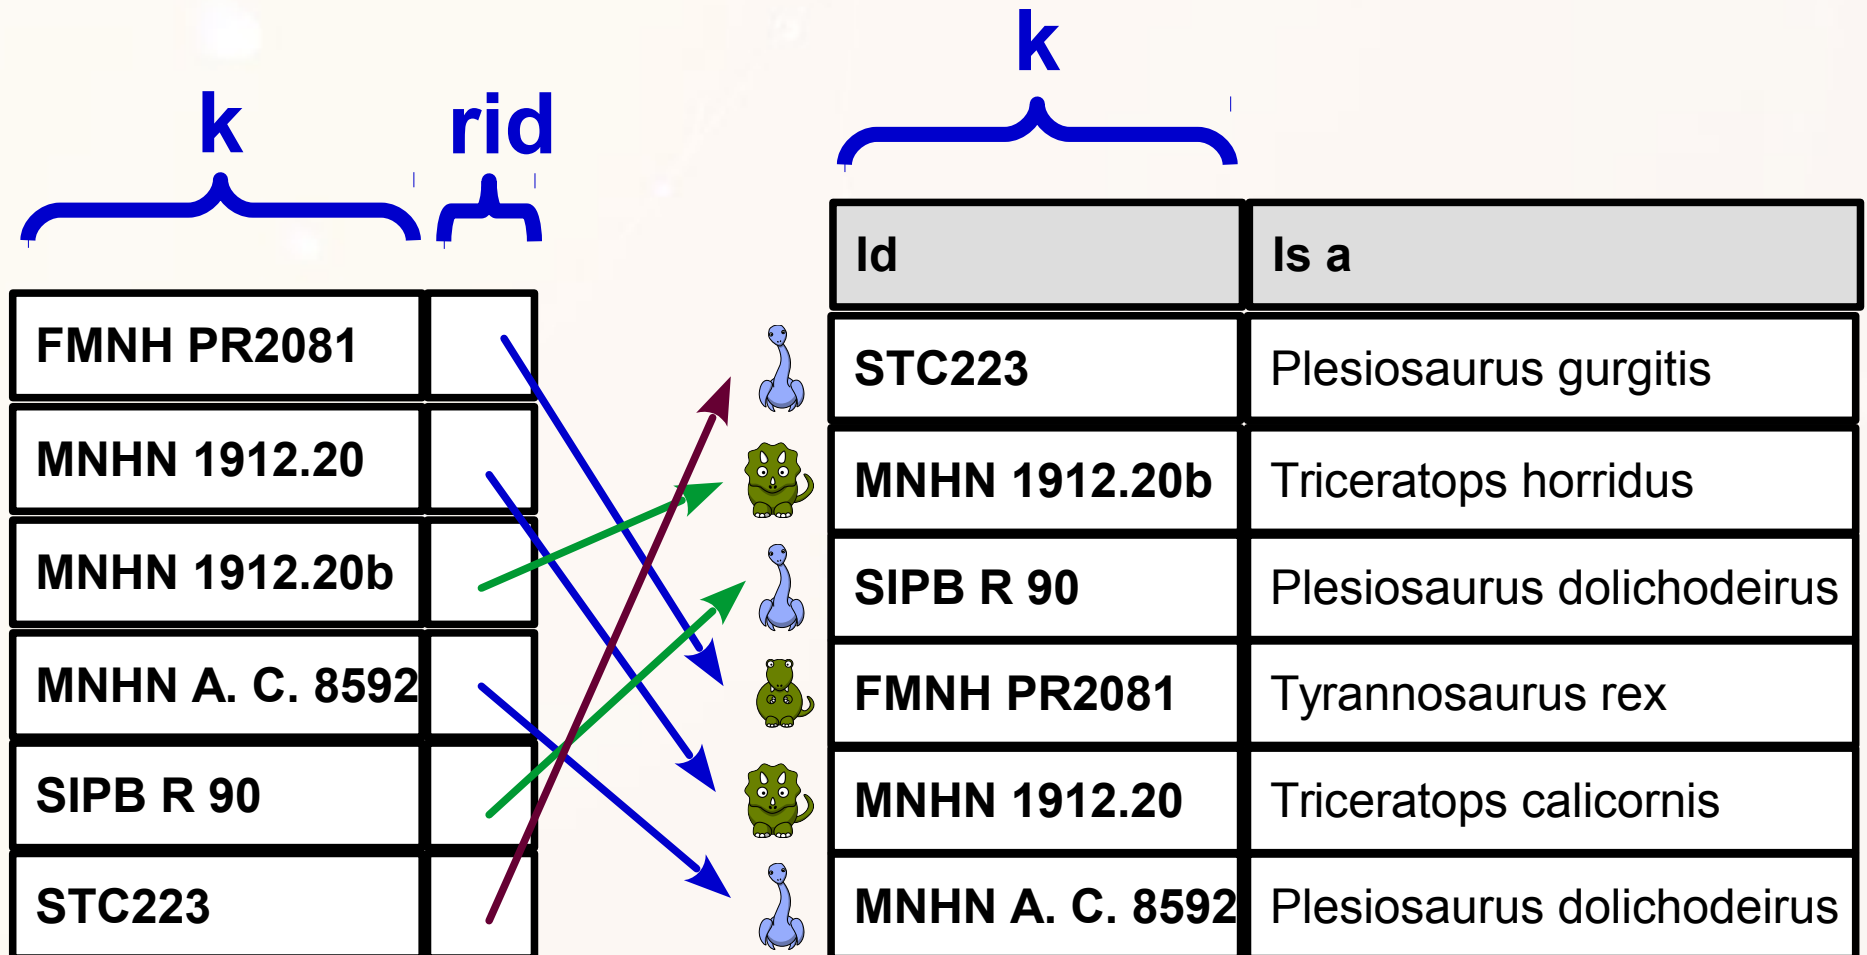 k
rid
FMNH PR2081
MNHN 1912.20
MNHN 1912.20b
MNHN A. C. 8592
SIPB R 90
STC223
k
Id Is a
STC223 Plesiosaurus gurgitis
MNHN 1912.20b Triceratops horridus
SIPB R 90 Plesiosaurus dolichodeirus
FMNH PR2081 Tyrannosaurus rex
MNHN 1912.20 Triceratops calicornis
MNHN A. C. 8592 Plesiosaurus dolichodeirus